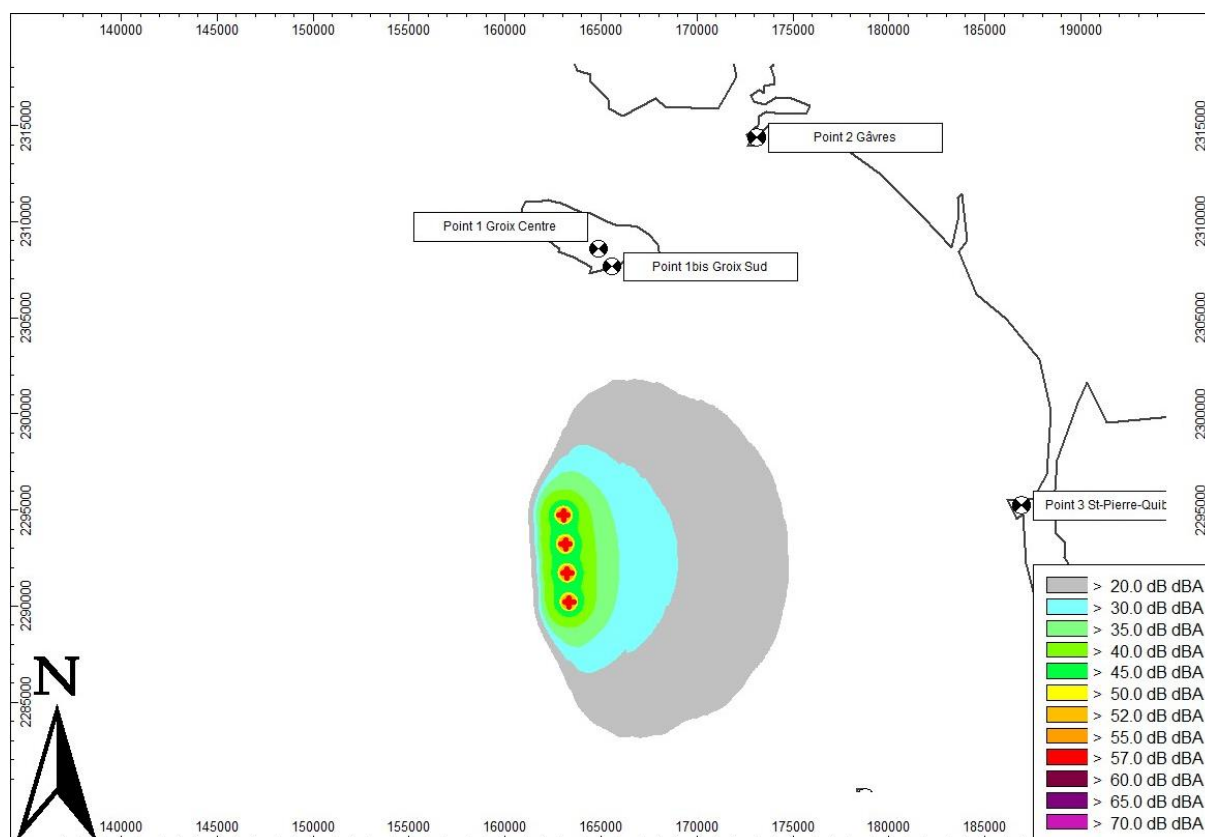 140000 145000 150000 155000 160000 165000 170000 175000 180000 185000 190000
2315000
2310000
2305000
2300000
2295000
2290000
2285000
Point 2 Gâvres
Point 1 Groix Centre
Point 1bis Groix Sud
Point 3 St-Pierre-Quib
2315000
2310000
2305000
2300000
2295000
> 20.0 dB dBA
> 30.0 dB dBA
> 35.0 dB dBA
> 40.0 dB dBA
> 45.0 dB dBA
> 50.0 dB dBA
> 52.0 dB dBA
> 55.0 dB dBA
> 57.0 dB dBA
> 60.0 dB dBA
> 65.0 dB dBA
> 70.0 dB dBA
N
140000 145000 150000 155000 160000 165000 170000 175000 180000 185000 190000